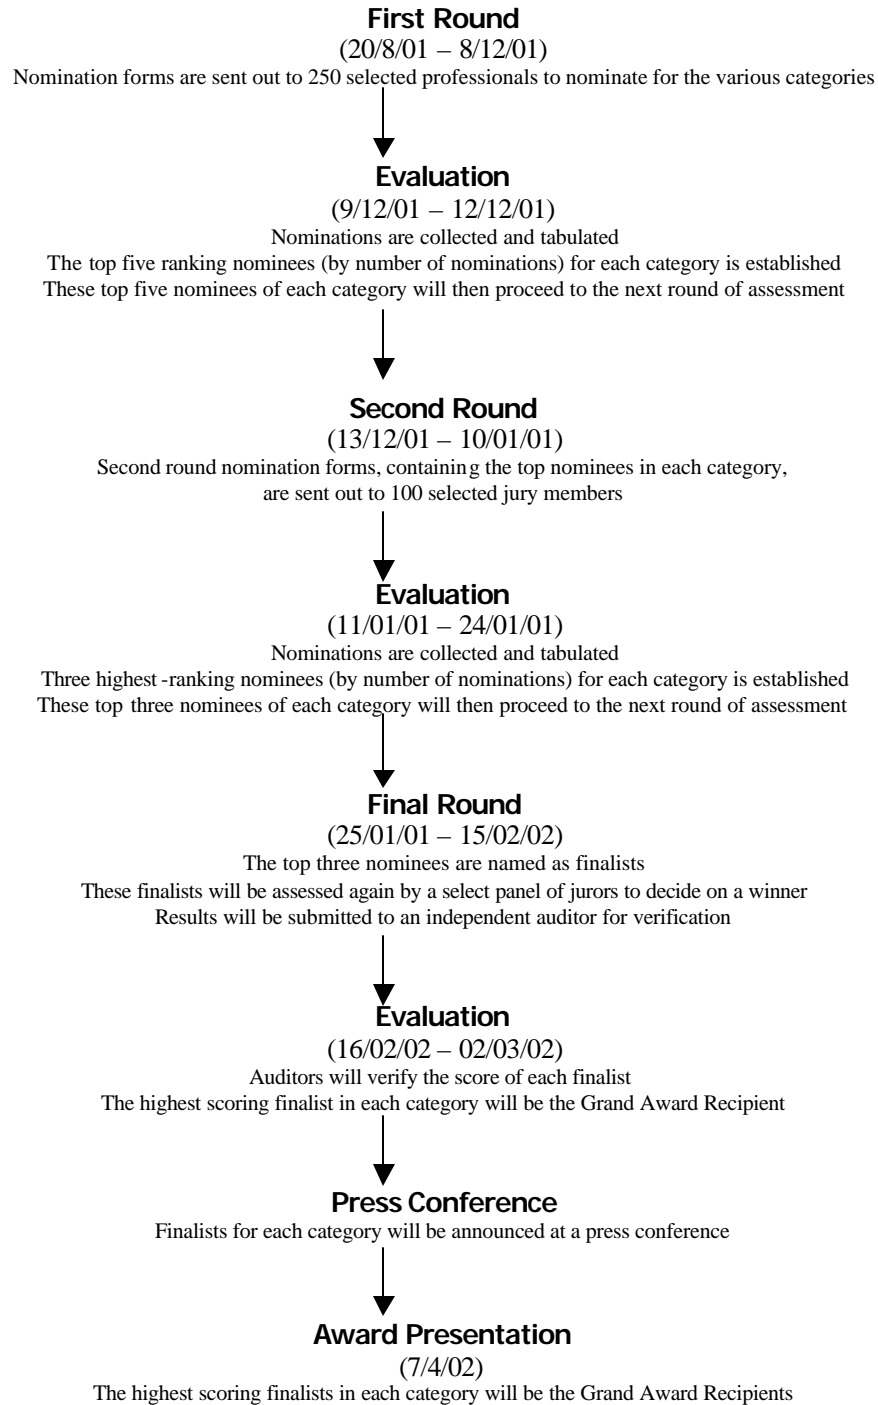 First Round
(20/8/01 – 8/12/01)
Nomination forms are sent out to 250 selected professionals to nominate for the various categories
Evaluation
(9/12/01 – 12/12/01)
Nominations are collected and tabulated
The top five ranking nominees (by number of nominations) for each category is established
These top five nominees of each category will then proceed to the next round of assessment
Second Round
(13/12/01 – 10/01/01)
Second round nomination forms, containing the top nominees in each category,
are sent out to 100 selected jury members
Evaluation
(11/01/01 – 24/01/01)
Nominations are collected and tabulated
Three highest-ranking nominees (by number of nominations) for each category is established
These top three nominees of each category will then proceed to the next round of assessment
Final Round
(25/01/01 – 15/02/02)
The top three nominees are named as finalists
These finalists will be assessed again by a select panel of jurors to decide on a winner
Results will be submitted to an independent auditor for verification
Evaluation
(16/02/02 – 02/03/02)
Auditors will verify the score of each finalist
The highest scoring finalist in each category will be the Grand Award Recipient
Press Conference
Finalists for each category will be announced at a press conference
Award Presentation
(7/4/02)
The highest scoring finalists in each category will be the Grand Award Recipients